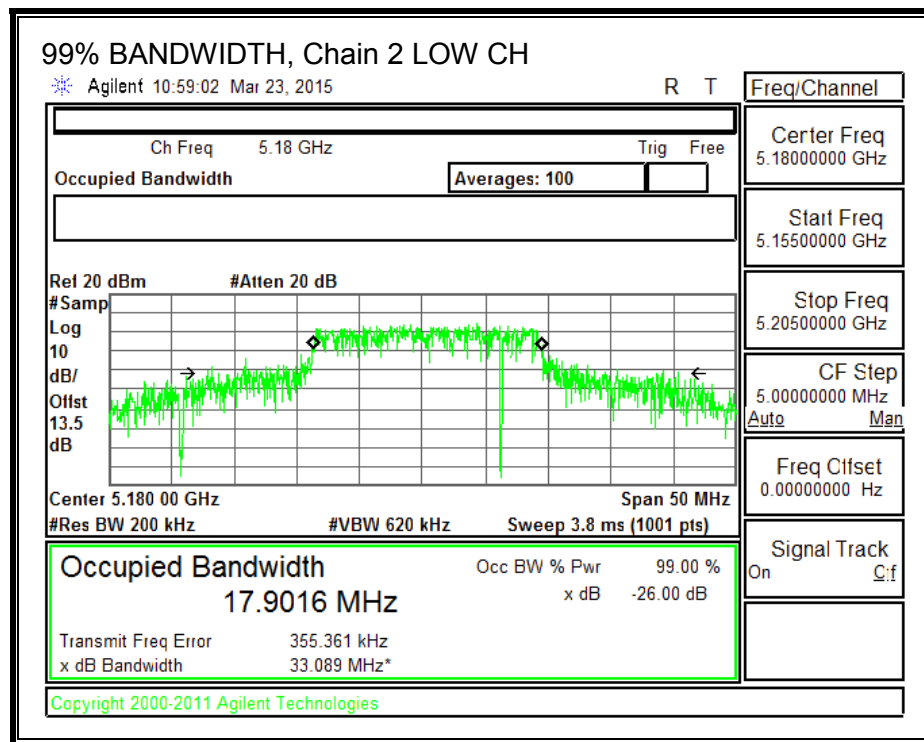 99% BANDWIDTH, Chain 2 LOW CH
Agilent 10:59:02 Mar 23, 2015 R T
Freq/Channel
Ch Freq 5.18 GHz Trig Free
Occupied Bandwidth Averages: 100
Center Freq
5.18000000 GHz
Start Freq
5.15500000 GHz
Stop Freq
5.20500000 GHz
CF Step
5.00000000 MHz
Auto Man
Freq Offset
0.00000000 Hz
Signal Track
On Off
Ref 20 dBm #Atten 20 dB
#Samp
Log
10
dB/
Offst
13.5
dB
Center 5.180 00 GHz Span 50 MHz
#Res BW 200 kHz #VBW 620 kHz Sweep 3.8 ms (1001 pts)
Occupied Bandwidth
17.9016 MHz
Occ BW % Pwr 99.00 %
x dB -26.00 dB
Transmit Freq Error 355.361 kHz
x dB Bandwidth 33.089 MHz*
Copyright 2000-2011 Agilent Technologies